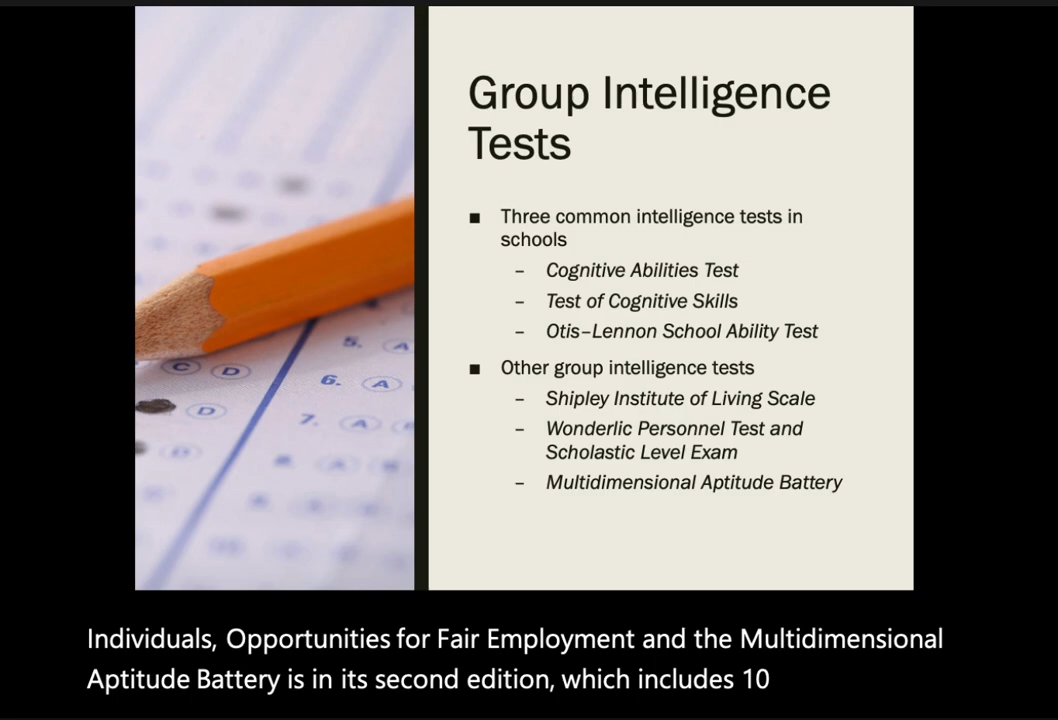 Group Intelligence
Tests
■ Three common intelligence tests in
schools
– Cognitive Abilities Test
– Test of Cognitive Skills
– Otis–Lennon School Ability Test
■ Other group intelligence tests
– Shipley Institute of Living Scale
– Wonderlic Personnel Test and
Scholastic Level Exam
– Multidimensional Aptitude Battery
C D
5. A
6. A
D
7. A
Individuals, Opportunities for Fair Employment and the Multidimensional
Aptitude Battery is in its second edition, which includes 10